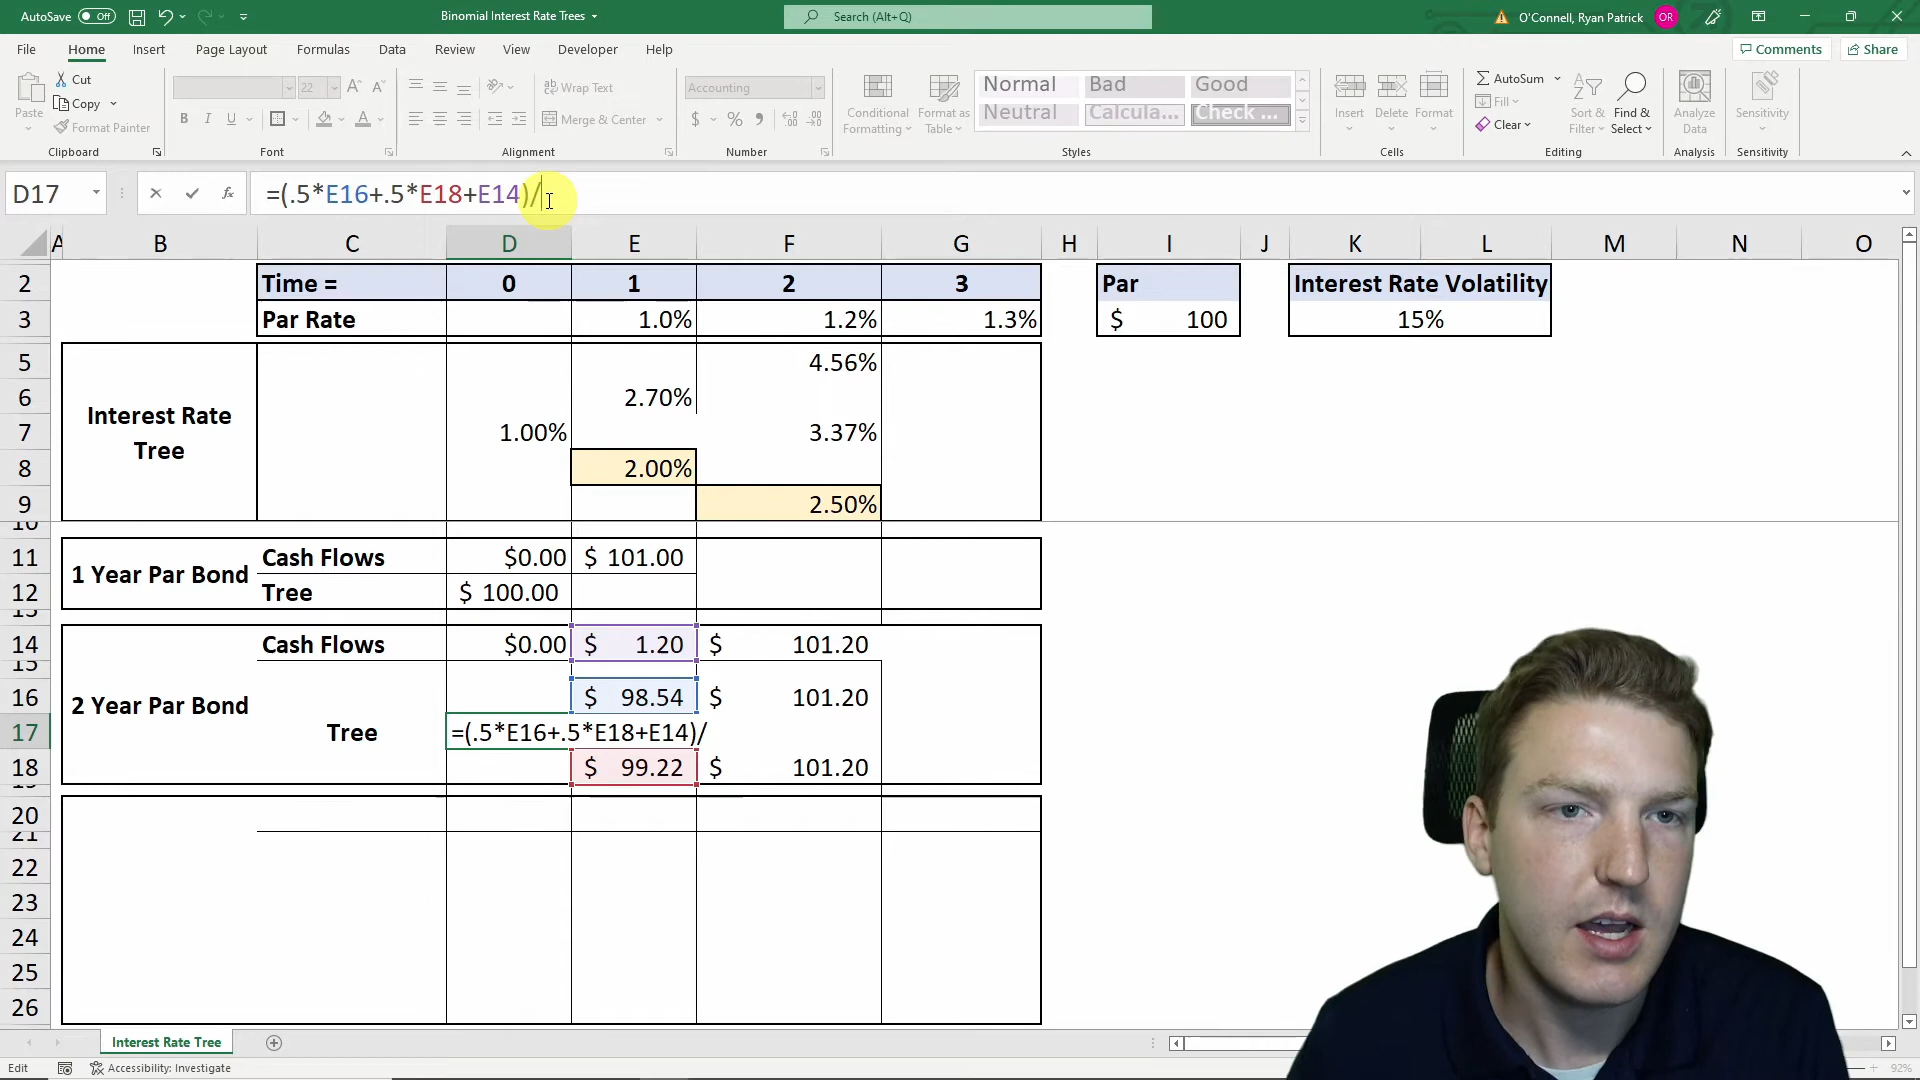 AutoSave Off
Binomial Interest Rate Trees
Search (Alt+Q)
O'Connell, Ryan Patrick OR
File Home Insert Page Layout Formulas Data Review View Developer Help
Comments Share
Paste
Cut
Copy
Format Painter
Clipboard
22
Font
Wrap Text
Merge & Center
Alignment
Accounting
Number
Conditional Formatting
Format as Table
Normal Bad Good
Neutral Calcula... Check ...
Styles
Insert Delete Format
Cells
AutoSum
Fill
Clear
Sort & Filter
Find & Select
Editing
Analyze Data
Analysis
Sensitivity
Sensitivity
D17 fx =(.5*E16+.5*E18+E14)/
A B C D E F G H I J K L M N O
2 Time = 0 1 2 3 Par Interest Rate Volatility
3 Par Rate 1.0% 1.2% 1.3% $ 100 15%
5 4.56%
6 2.70%
Interest Rate Tree
7 1.00% 3.37%
8 2.00%
9 2.50%
10
11 Cash Flows $0.00 $ 101.00
1 Year Par Bond
12 Tree $ 100.00
13
14 Cash Flows $0.00 $ 1.20 $ 101.20
15
16 $ 98.54 $ 101.20
2 Year Par Bond
17 Tree =(.5*E16+.5*E18+E14)/
18 $ 99.22 $ 101.20
19
20
21
22
23
24
25
26
Interest Rate Tree
Edit Accessibility: Investigate 92%